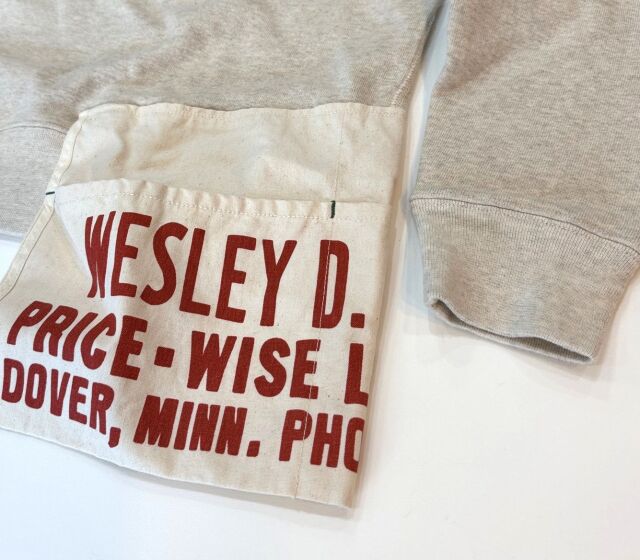 WESLEY D.
PRICE-WISE L
DOVER, MINN. PHO